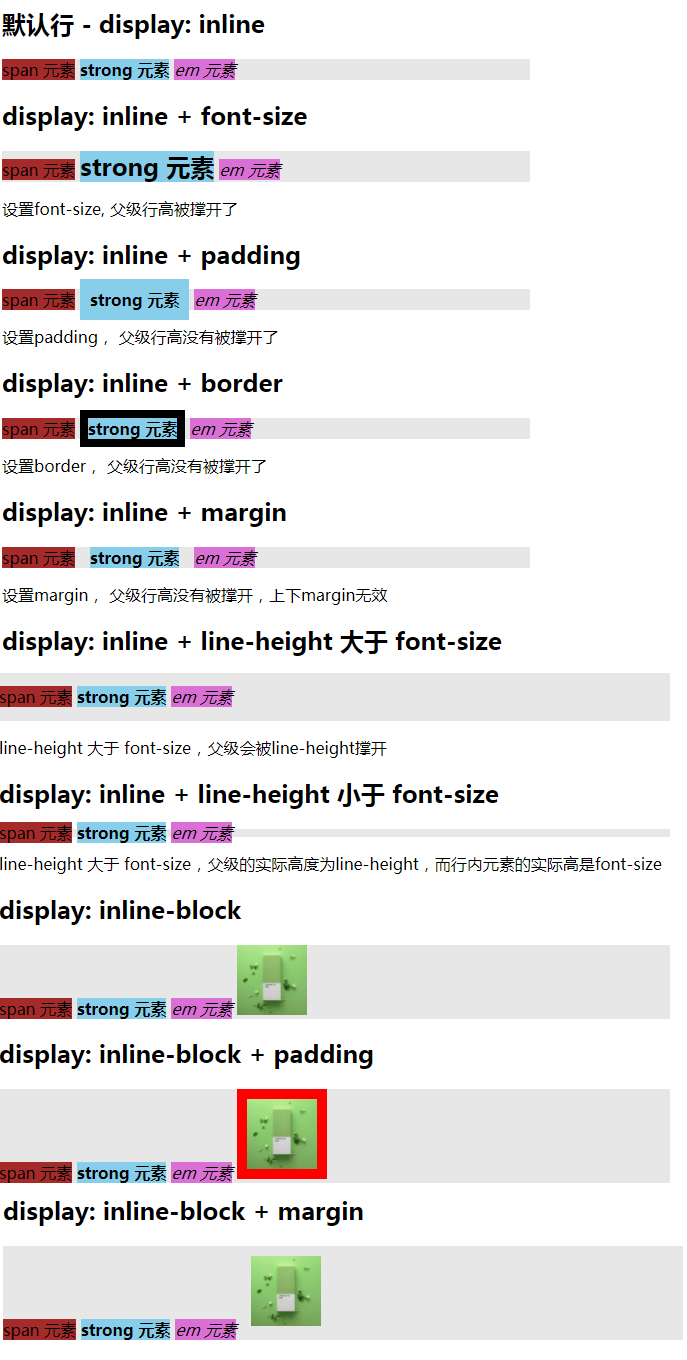 默认行 - display: inline
span 元素 strong 元素 em 元素
display: inline + font-size
span 元素 strong 元素 em 元素
设置font-size, 父级行高被撑开了
display: inline + padding
span 元素 strong 元素 em 元素
设置padding， 父级行高没有被撑开了
display: inline + border
span 元素 strong 元素 em 元素
设置border， 父级行高没有被撑开了
display: inline + margin
span 元素 strong 元素 em 元素
设置margin， 父级行高没有被撑开，上下margin无效
display: inline + line-height 大于 font-size
span 元素 strong 元素 em 元素
line-height 大于 font-size，父级会被line-height撑开
display: inline + line-height 小于 font-size
span 元素 strong 元素 em 元素
line-height 大于 font-size，父级的实际高度为line-height，而行内元素的实际高是font-size
display: inline-block
span 元素 strong 元素 em 元素
display: inline-block + padding
span 元素 strong 元素 em 元素
display: inline-block + margin
span 元素 strong 元素 em 元素